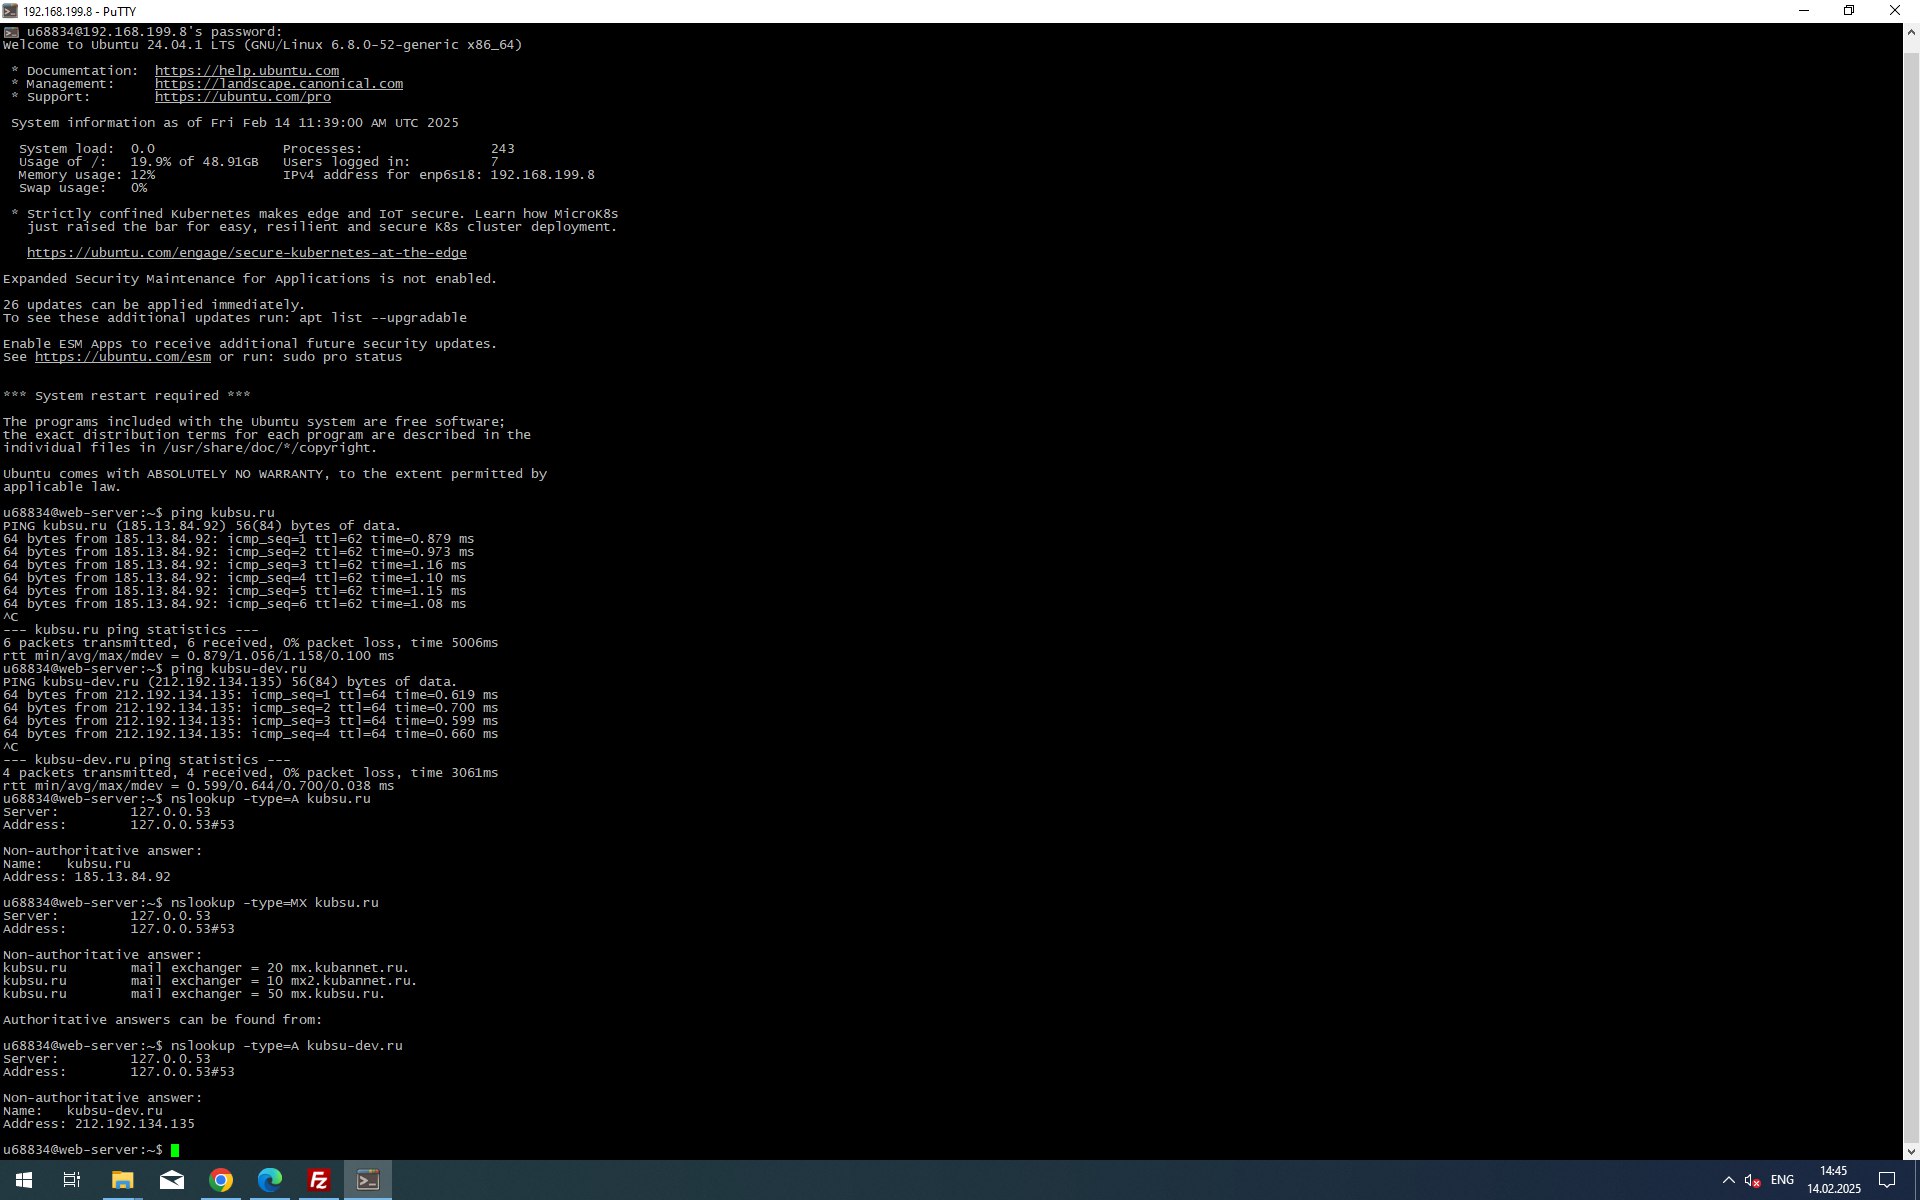 192.168.199.8 - PuTTY
u68834@192.168.199.8's password:
Welcome to Ubuntu 24.04.1 LTS (GNU/Linux 6.8.0-52-generic x86_64)
* Documentation:  https://help.ubuntu.com
* Management:     https://landscape.canonical.com
* Support:        https://ubuntu.com/pro
System information as of Fri Feb 14 11:39:00 AM UTC 2025
System load:  0.0                Processes:                243
Usage of /:   19.9% of 48.91GB   Users logged in:          7
Memory usage: 12%                IPv4 address for enp6s18: 192.168.199.8
Swap usage:   0%
* Strictly confined Kubernetes makes edge and IoT secure. Learn how MicroK8s
just raised the bar for easy, resilient and secure K8s cluster deployment.
https://ubuntu.com/engage/secure-kubernetes-at-the-edge
Expanded Security Maintenance for Applications is not enabled.
26 updates can be applied immediately.
To see these additional updates run: apt list --upgradable
Enable ESM Apps to receive additional future security updates.
See https://ubuntu.com/esm or run: sudo pro status
*** System restart required ***
The programs included with the Ubuntu system are free software;
the exact distribution terms for each program are described in the
individual files in /usr/share/doc/*/copyright.
Ubuntu comes with ABSOLUTELY NO WARRANTY, to the extent permitted by
applicable law.
u68834@web-server:~$ ping kubsu.ru
PING kubsu.ru (185.13.84.92) 56(84) bytes of data.
64 bytes from 185.13.84.92: icmp_seq=1 ttl=62 time=0.879 ms
64 bytes from 185.13.84.92: icmp_seq=2 ttl=62 time=0.973 ms
64 bytes from 185.13.84.92: icmp_seq=3 ttl=62 time=1.16 ms
64 bytes from 185.13.84.92: icmp_seq=4 ttl=62 time=1.10 ms
64 bytes from 185.13.84.92: icmp_seq=5 ttl=62 time=1.15 ms
64 bytes from 185.13.84.92: icmp_seq=6 ttl=62 time=1.08 ms
^C
--- kubsu.ru ping statistics ---
6 packets transmitted, 6 received, 0% packet loss, time 5006ms
rtt min/avg/max/mdev = 0.879/1.056/1.158/0.100 ms
u68834@web-server:~$ ping kubsu-dev.ru
PING kubsu-dev.ru (212.192.134.135) 56(84) bytes of data.
64 bytes from 212.192.134.135: icmp_seq=1 ttl=64 time=0.619 ms
64 bytes from 212.192.134.135: icmp_seq=2 ttl=64 time=0.700 ms
64 bytes from 212.192.134.135: icmp_seq=3 ttl=64 time=0.599 ms
64 bytes from 212.192.134.135: icmp_seq=4 ttl=64 time=0.660 ms
^C
--- kubsu-dev.ru ping statistics ---
4 packets transmitted, 4 received, 0% packet loss, time 3061ms
rtt min/avg/max/mdev = 0.599/0.644/0.700/0.038 ms
u68834@web-server:~$ nslookup -type=A kubsu.ru
Server:         127.0.0.53
Address:        127.0.0.53#53
Non-authoritative answer:
Name:   kubsu.ru
Address: 185.13.84.92
u68834@web-server:~$ nslookup -type=MX kubsu.ru
Server:         127.0.0.53
Address:        127.0.0.53#53
Non-authoritative answer:
kubsu.ru        mail exchanger = 20 mx.kubannet.ru.
kubsu.ru        mail exchanger = 10 mx2.kubannet.ru.
kubsu.ru        mail exchanger = 50 mx.kubsu.ru.
Authoritative answers can be found from:
u68834@web-server:~$ nslookup -type=A kubsu-dev.ru
Server:         127.0.0.53
Address:        127.0.0.53#53
Non-authoritative answer:
Name:   kubsu-dev.ru
Address: 212.192.134.135
u68834@web-server:~$
Fz
ENG
14:45
14.02.2025